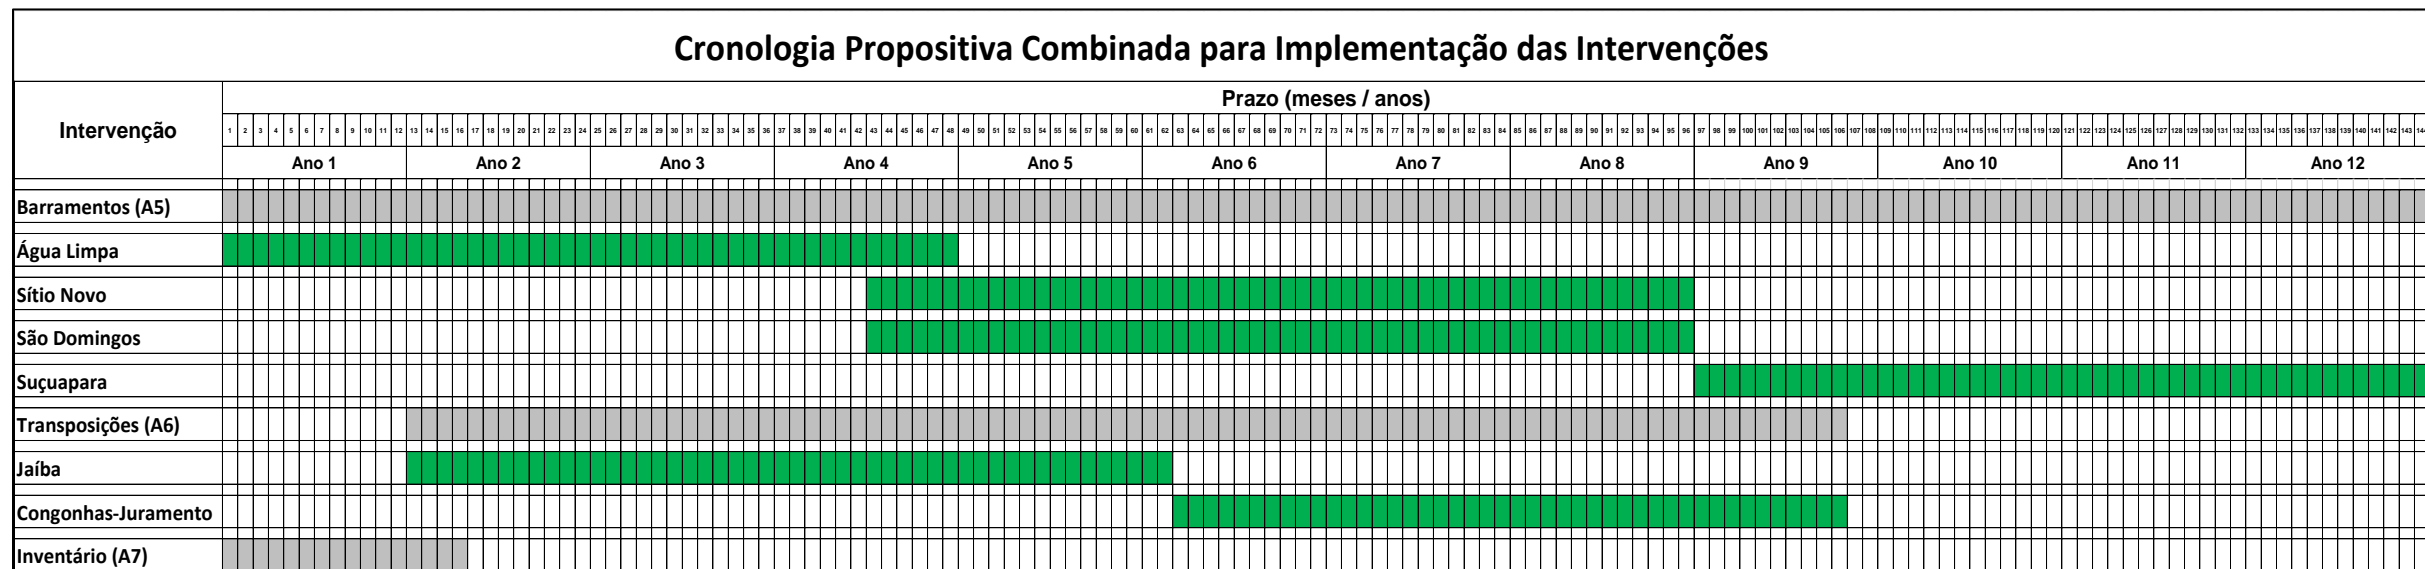 Cronologia Propositiva Combinada para Implementação das Intervenções
Intervenção
Prazo (meses / anos)
1 2 3 4 5 6 7 8 9 10 11 12 13 14 15 16 17 18 19 20 21 22 23 24 25 26 27 28 29 30 31 32 33 34 35 36 37 38 39 40 41 42 43 44 45 46 47 48 49 50 51 52 53 54 55 56 57 58 59 60 61 62 63 64 65 66 67 68 69 70 71 72 73 74 75 76 77 78 79 80 81 82 83 84 85 86 87 88 89 90 91 92 93 94 95 96 97 98 99 100 101 102 103 104 105 106 107 108 109 110 111 112 113 114 115 116 117 118 119 120 121 122 123 124 125 126 127 128 129 130 131 132 133 134 135 136 137 138 139 140 141 142 143
Ano 1 Ano 2 Ano 3 Ano 4 Ano 5 Ano 6 Ano 7 Ano 8 Ano 9 Ano 10 Ano 11 Ano 12
Barramentos (A5)
Água Limpa
Sítio Novo
São Domingos
Suçuapara
Transposições (A6)
Jaíba
Congonhas-Juramento
Inventário (A7)